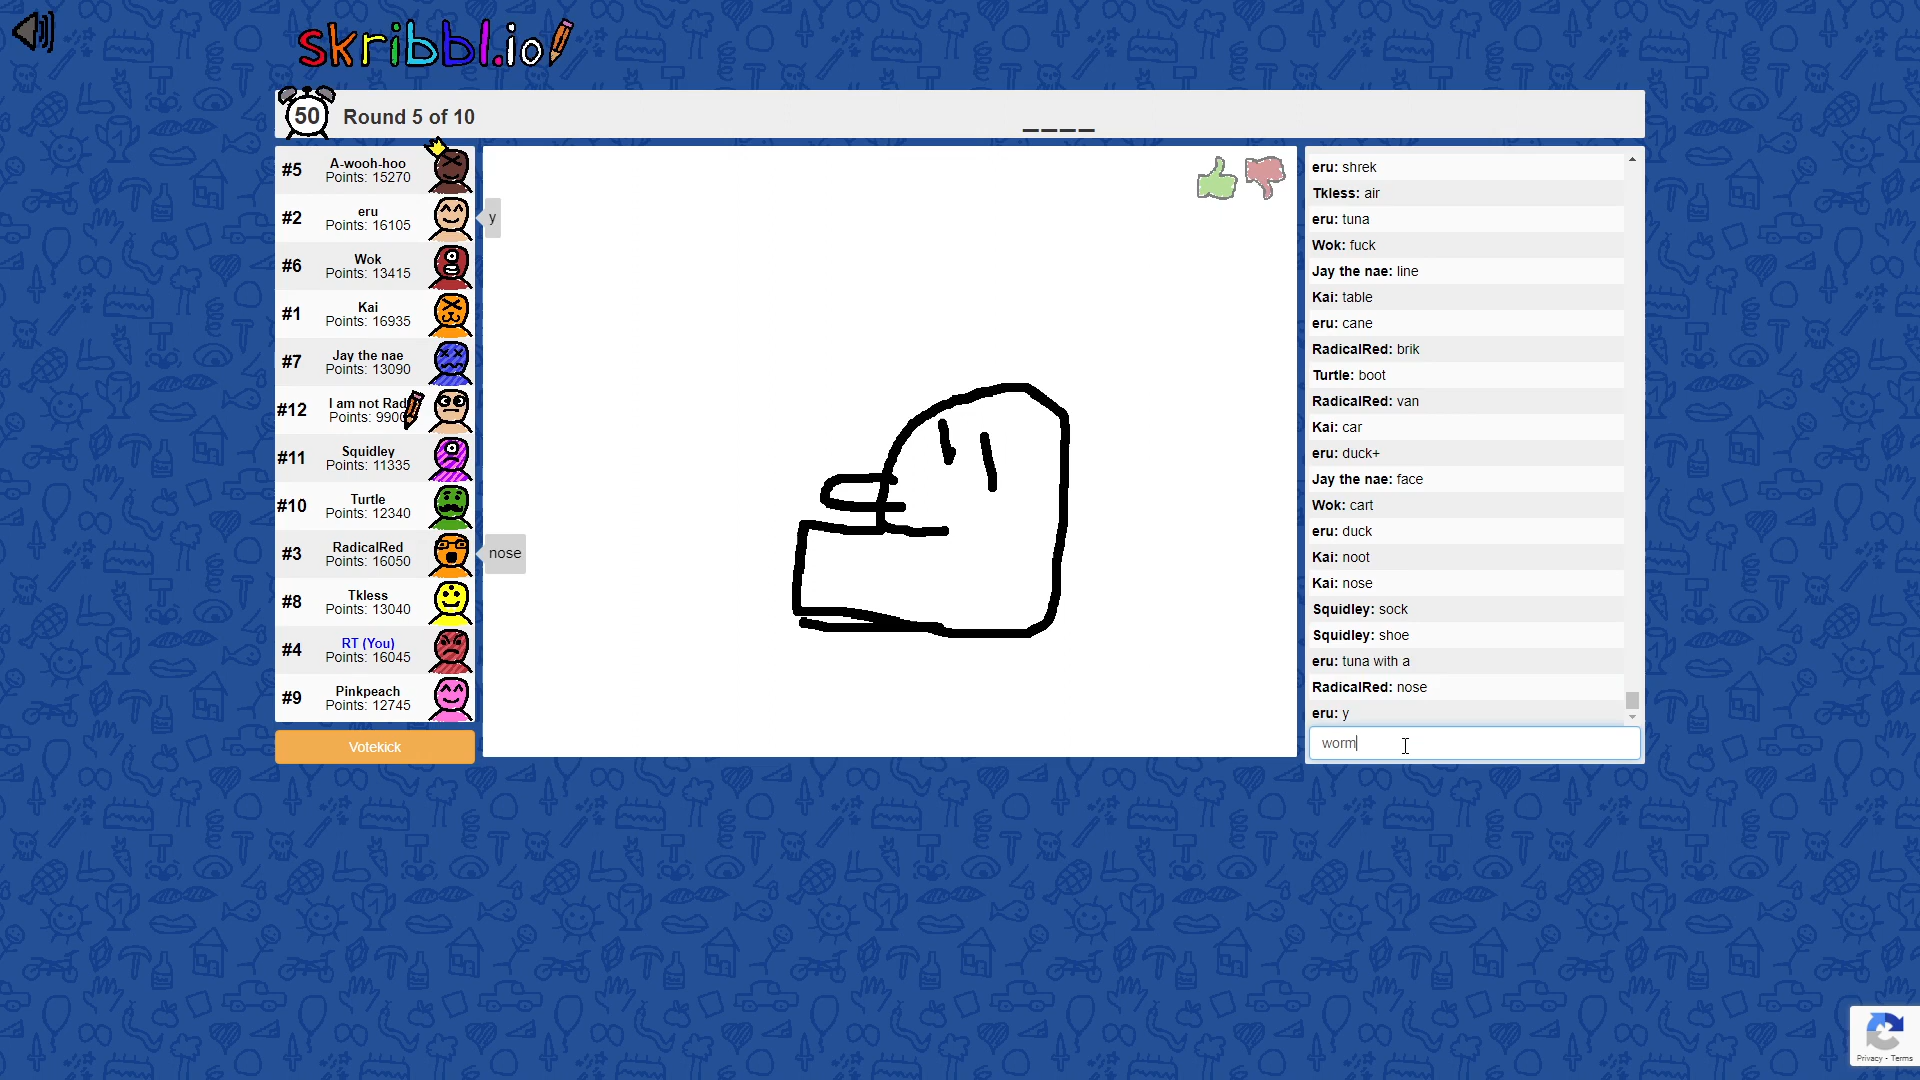 skribbl.io
50
Round 5 of 10
____
#5
A-wooh-hoo
Points: 15270
#2
eru
Points: 16105
y
#6
Wok
Points: 13415
#1
Kai
Points: 16935
#7
Jay the nae
Points: 13090
#12
I am not Rad
Points: 9900
#11
Squidley
Points: 11335
#10
Turtle
Points: 12340
#3
RadicalRed
Points: 16050
nose
#8
Tkless
Points: 13040
#4
RT (You)
Points: 16045
#9
Pinkpeach
Points: 12745
Votekick
eru: shrek
Tkless: air
eru: tuna
Wok: fuck
Jay the nae: line
Kai: table
eru: cane
RadicalRed: brik
Turtle: boot
RadicalRed: van
Kai: car
eru: duck+
Jay the nae: face
Wok: cart
eru: duck
Kai: noot
Kai: nose
Squidley: sock
Squidley: shoe
eru: tuna with a
RadicalRed: nose
eru: y
worm
Privacy - Terms